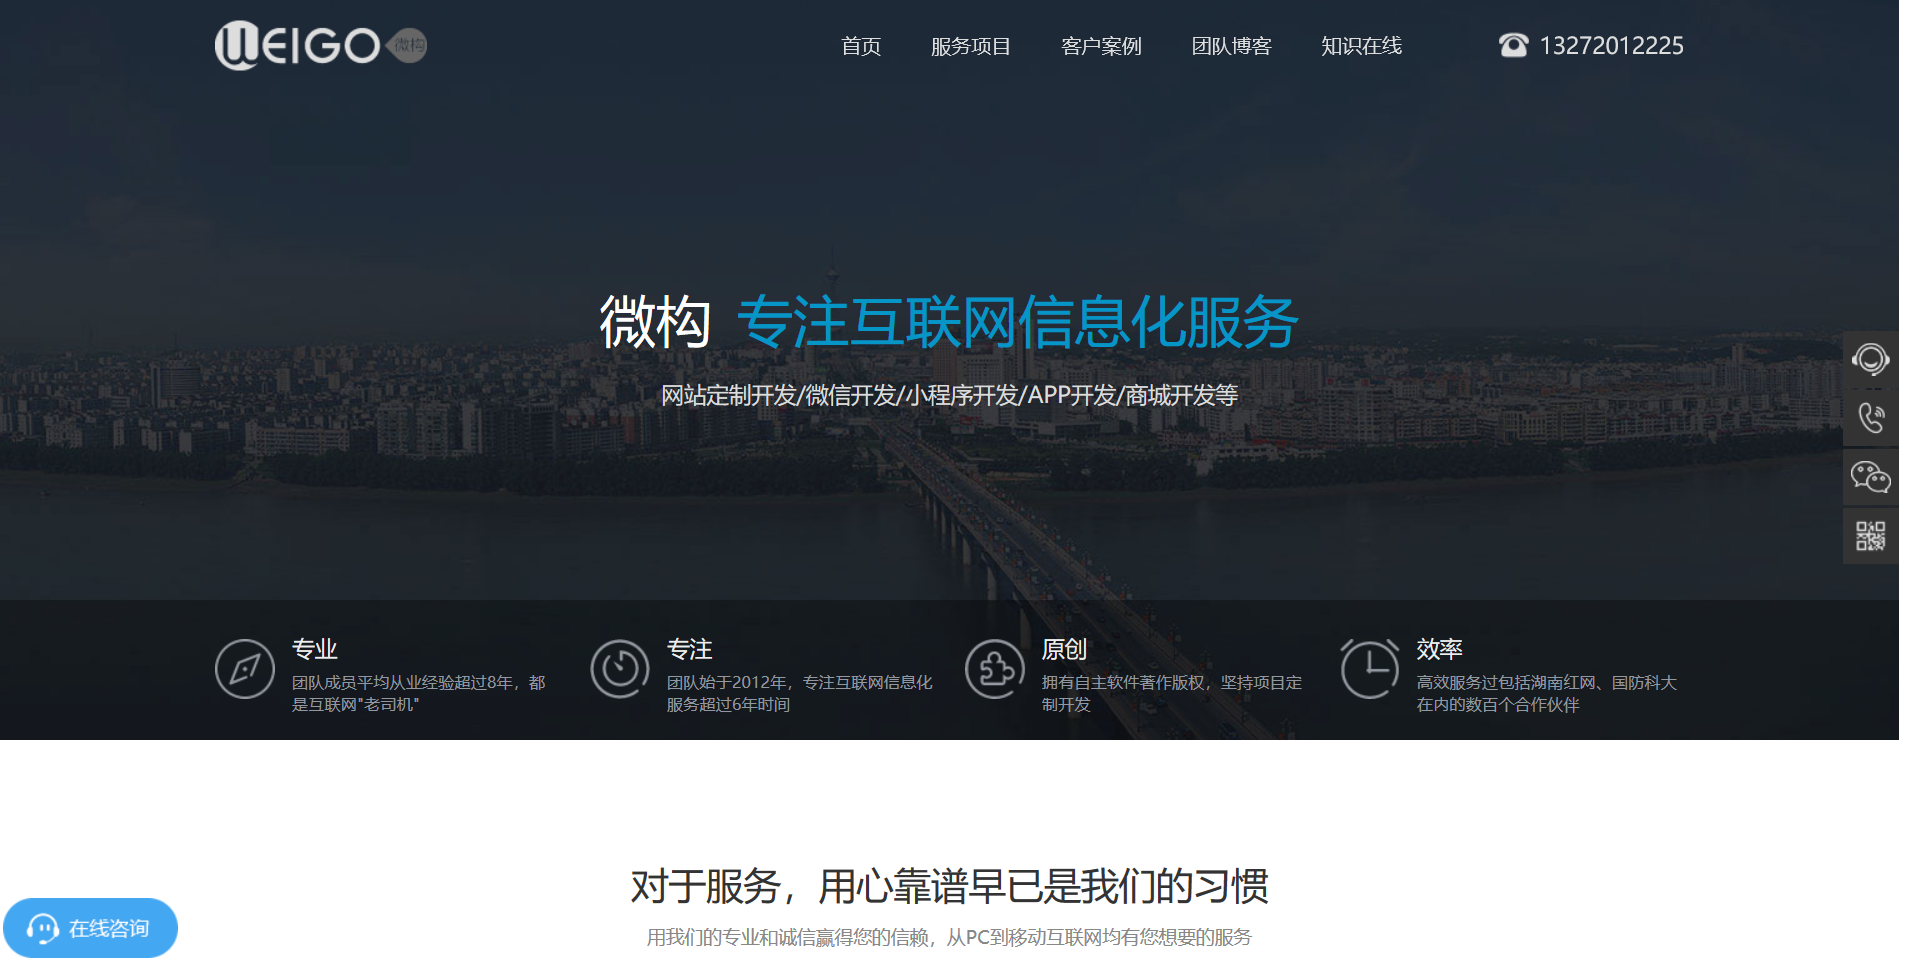 WEIGO 微构
首页 服务项目 客户案例 团队博客 知识在线 13272012225
微构 专注互联网信息化服务
网站定制开发/微信开发/小程序开发/APP开发/商城开发等
专业
团队成员平均从业经验超过8年，都
是互联网"老司机"
专注
团队始于2012年，专注互联网信息化
服务超过6年时间
原创
拥有自主软件著作版权，坚持项目定
制开发
效率
高效服务过包括湖南红网、国防科大
在内的数百个合作伙伴
对于服务，用心靠谱早已是我们的习惯
用我们的专业和诚信赢得您的信赖，从PC到移动互联网均有您想要的服务
在线咨询